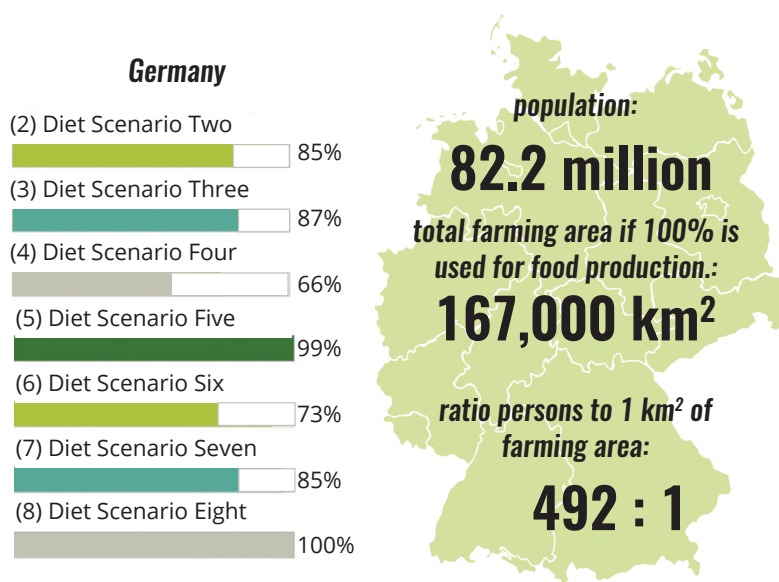 Germany
(2) Diet Scenario Two
85%
(3) Diet Scenario Three
87%
(4) Diet Scenario Four
66%
(5) Diet Scenario Five
99%
(6) Diet Scenario Six
73%
(7) Diet Scenario Seven
85%
(8) Diet Scenario Eight
100%
population:
82.2 million
total farming area if 100% is
used for food production.:
167,000 km²
ratio persons to 1 km² of
farming area:
492 : 1